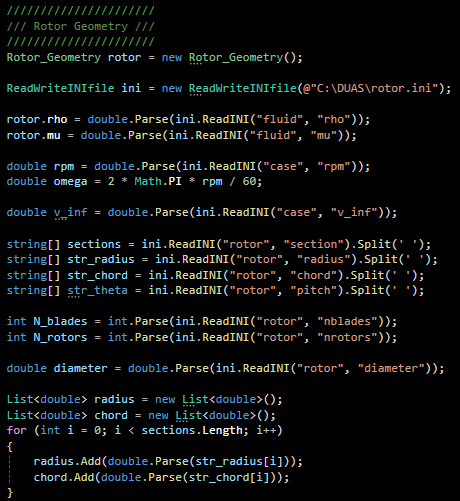 ///////////////////////
/// Rotor Geometry ///
///////////////////////
Rotor_Geometry rotor = new Rotor_Geometry();
ReadWriteINIfile ini = new ReadWriteINIfile(@"C:\DUAS\rotor.ini");
rotor.rho = double.Parse(ini.ReadINI("fluid", "rho"));
rotor.mu = double.Parse(ini.ReadINI("fluid", "mu"));
double rpm = double.Parse(ini.ReadINI("case", "rpm"));
double omega = 2 * Math.PI * rpm / 60;
double v_inf = double.Parse(ini.ReadINI("case", "v_inf"));
string[] sections = ini.ReadINI("rotor", "section").Split(' ');
string[] str_radius = ini.ReadINI("rotor", "radius").Split(' ');
string[] str_chord = ini.ReadINI("rotor", "chord").Split(' ');
string[] str_theta = ini.ReadINI("rotor", "pitch").Split(' ');
int N_blades = int.Parse(ini.ReadINI("rotor", "nblades"));
int N_rotors = int.Parse(ini.ReadINI("rotor", "nrotors"));
double diameter = double.Parse(ini.ReadINI("rotor", "diameter"));
List<double> radius = new List<double>();
List<double> chord = new List<double>();
for (int i = 0; i < sections.Length; i++)
{
radius.Add(double.Parse(str_radius[i]));
chord.Add(double.Parse(str_chord[i]));
}